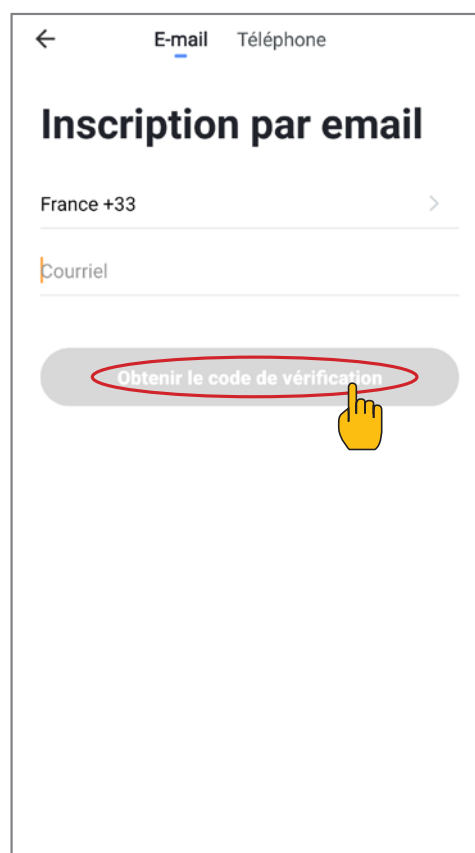 E-mail Téléphone
Inscription par email
France +33
Courriel
Obtenir le code de vérification